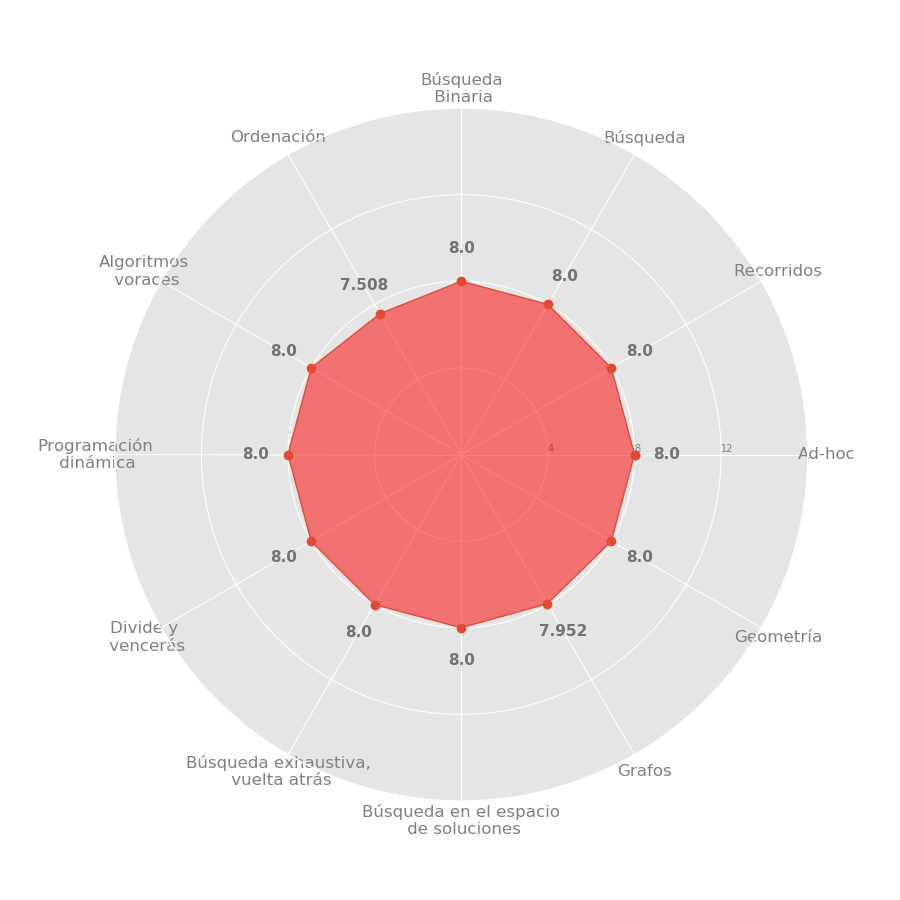 Búsqueda
Binaria
Ordenación
Búsqueda
8.0
Algoritmos
voraces
7.508
8.0
Recorridos
8.0
8.0
Programación
dinámica
8.0
4
8
12
8.0
Ad-hoc
8.0
8.0
Divide y
vencerás
8.0
8.0
7.952
Geometría
Búsqueda exhaustiva,
vuelta atrás
Grafos
Búsqueda en el espacio
de soluciones